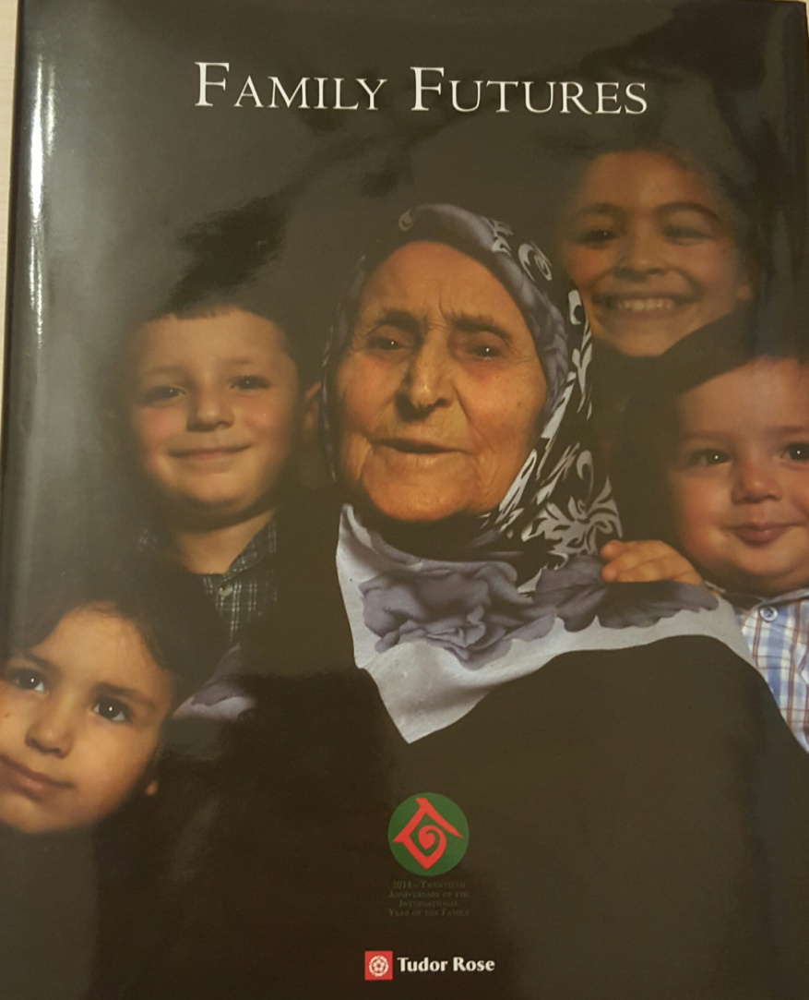 FAMILY FUTURES
2014 - TWENTIETH
ANNIVERSARY OF THE
INTERNATIONAL
YEAR OF THE FAMILY
Tudor Rose